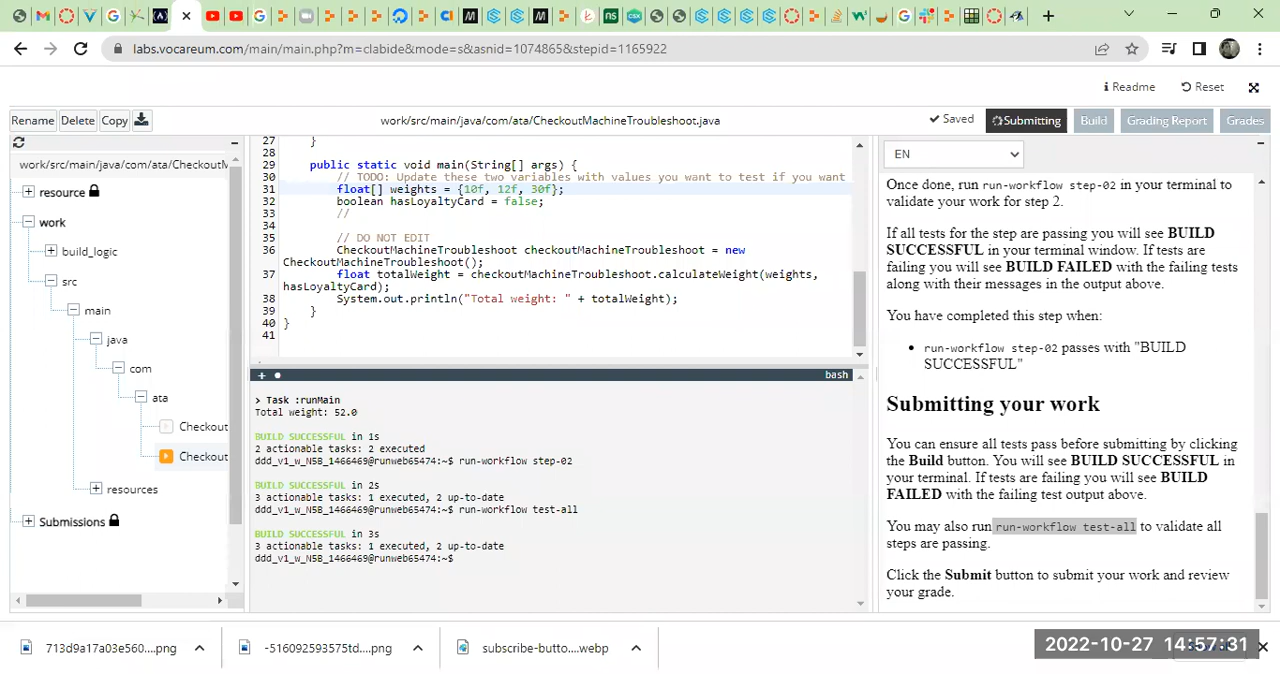 labs.vocareum.com/main/main.php?m=clabide&mode=s&asnid=1074865&stepid=1165922
Readme
Reset
Rename Delete Copy
work/src/main/java/com/ata/CheckoutMachineTroubleshoot.java
Saved
Submitting
Build
Grading Report
Grades
work/src/main/java/com/ata/CheckoutM
resource
work
build_logic
src
main
java
com
ata
Checkout
Checkout
resources
Submissions
27 }
28
29 public static void main(String[] args) {
30 // TODO: Update these two variables with values you want to test if you want
31 float[] weights = {10f, 12f, 30f};
32 boolean hasLoyaltyCard = false;
33 //
34
35 // DO NOT EDIT
36 CheckoutMachineTroubleshoot checkoutMachineTroubleshoot = new
CheckoutMachineTroubleshoot();
37 float totalWeight = checkoutMachineTroubleshoot.calculateWeight(weights,
hasLoyaltyCard);
38 System.out.println("Total weight: " + totalWeight);
39 }
40 }
41
bash
> Task :runMain
Total weight: 52.0
BUILD SUCCESSFUL in 1s
2 actionable tasks: 2 executed
ddd_v1_w_N5B_1466469@runweb65474:~$ run-workflow step-02
BUILD SUCCESSFUL in 2s
3 actionable tasks: 1 executed, 2 up-to-date
ddd_v1_w_N5B_1466469@runweb65474:~$ run-workflow test-all
BUILD SUCCESSFUL in 3s
3 actionable tasks: 1 executed, 2 up-to-date
ddd_v1_w_N5B_1466469@runweb65474:~$
EN
Once done, run run-workflow step-02 in your terminal to
validate your work for step 2.
If all tests for the step are passing you will see BUILD
SUCCESSFUL in your terminal window. If tests are
failing you will see BUILD FAILED with the failing tests
along with their messages in the output above.
You have completed this step when:
• run-workflow step-02 passes with "BUILD
SUCCESSFUL"
Submitting your work
You can ensure all tests pass before submitting by clicking
the Build button. You will see BUILD SUCCESSFUL in
your terminal. If tests are failing you will see BUILD
FAILED with the failing test output above.
You may also run run-workflow test-all to validate all
steps are passing.
Click the Submit button to submit your work and review
your grade.
713d9a17a03e560....png
-516092593575td....png
subscribe-butto....webp
2022-10-27 14:57:31